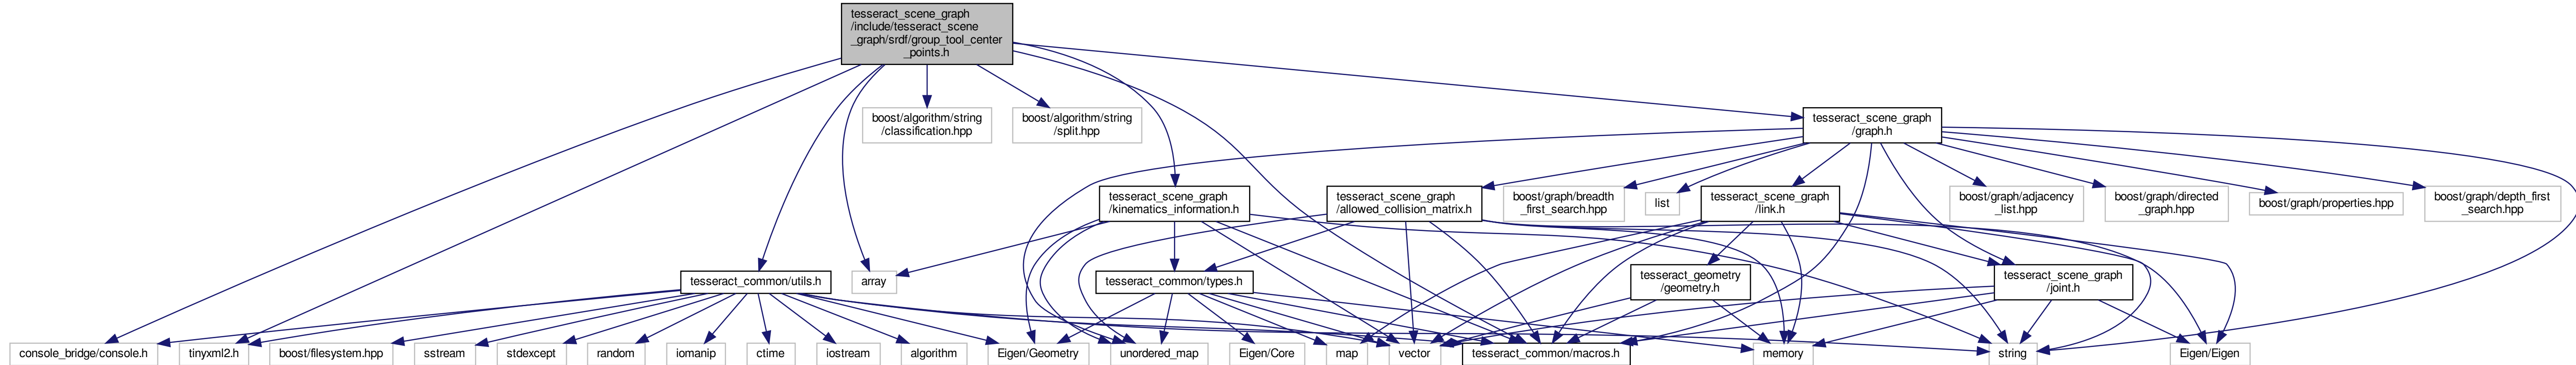 tesseract_scene_graph
/include/tesseract_scene
_graph/srdf/group_tool_center
_points.h
boost/algorithm/string
/classification.hpp
boost/algorithm/string
/split.hpp
tesseract_scene_graph
/graph.h
tesseract_scene_graph
/kinematics_information.h
tesseract_scene_graph
/allowed_collision_matrix.h
boost/graph/breadth
_first_search.hpp
list
tesseract_scene_graph
/link.h
boost/graph/adjacency
_list.hpp
boost/graph/directed
_graph.hpp
boost/graph/properties.hpp
boost/graph/depth_first
_search.hpp
tesseract_common/utils.h
array
tesseract_common/types.h
tesseract_geometry
/geometry.h
tesseract_scene_graph
/joint.h
console_bridge/console.h
tinyxml2.h
boost/filesystem.hpp
sstream
stdexcept
random
iomanip
ctime
iostream
algorithm
Eigen/Geometry
unordered_map
Eigen/Core
map
vector
tesseract_common/macros.h
memory
string
Eigen/Eigen